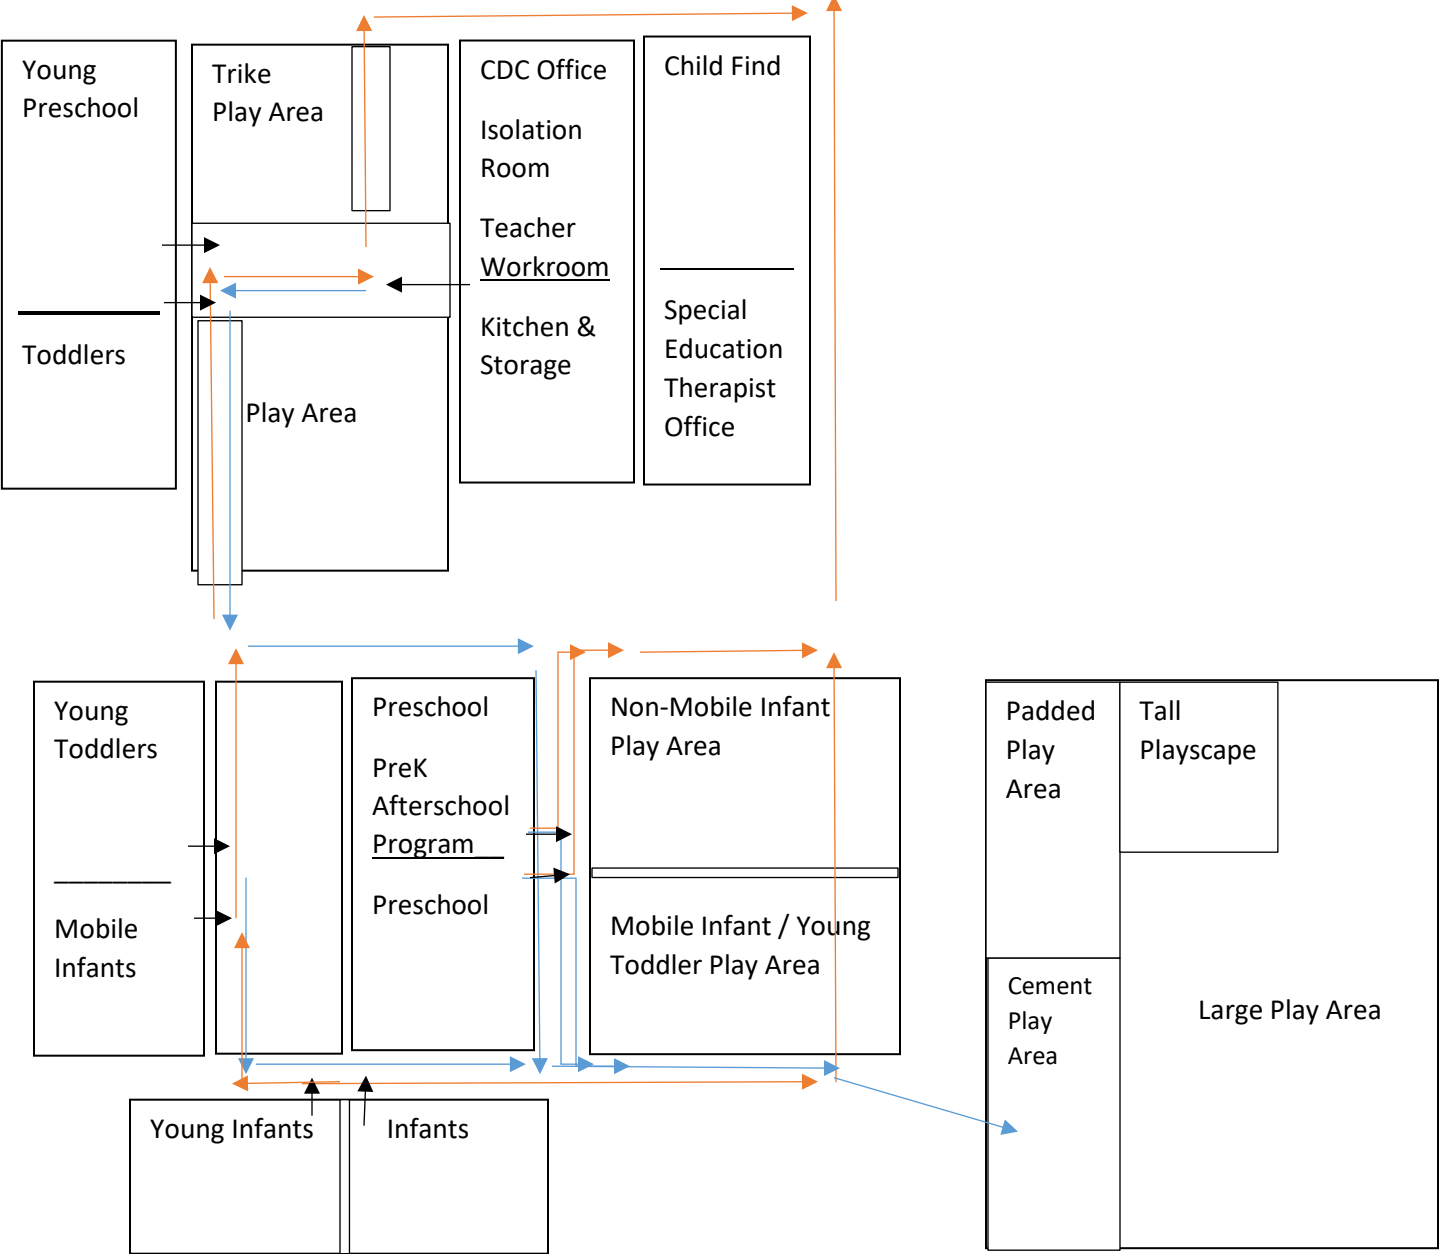 Young
Preschool
Toddlers
Trike
Play Area
Play Area
CDC Office
Isolation
Room
Teacher
Workroom
Kitchen &
Storage
Child Find
Special
Education
Therapist
Office
Young
Toddlers
Mobile
Infants
Preschool
PreK
Afterschool
Program__
Preschool
Non-Mobile Infant
Play Area
Mobile Infant / Young
Toddler Play Area
Padded
Play
Area
Tall
Playscape
Cement
Play
Area
Large Play Area
Young Infants
Infants